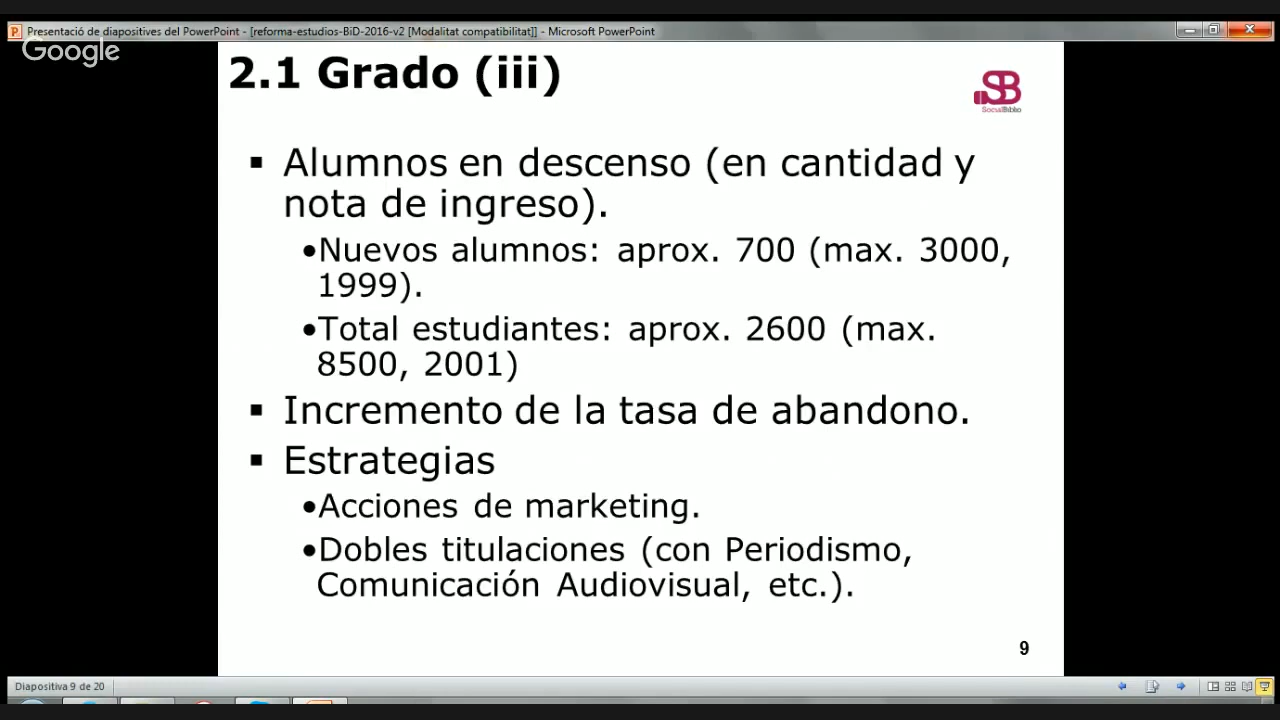 Presentació de diapositives del PowerPoint - [reforma-estudios-BiD-2016-v2 [Modalitat compatibilitat]] - Microsoft PowerPoint
Google
2.1 Grado (iii)
SB
SocialBiblio
▪ Alumnos en descenso (en cantidad y
nota de ingreso).
•Nuevos alumnos: aprox. 700 (max. 3000,
1999).
•Total estudiantes: aprox. 2600 (max.
8500, 2001)
▪ Incremento de la tasa de abandono.
▪ Estrategias
•Acciones de marketing.
•Dobles titulaciones (con Periodismo,
Comunicación Audiovisual, etc.).
9
Diapositiva 9 de 20